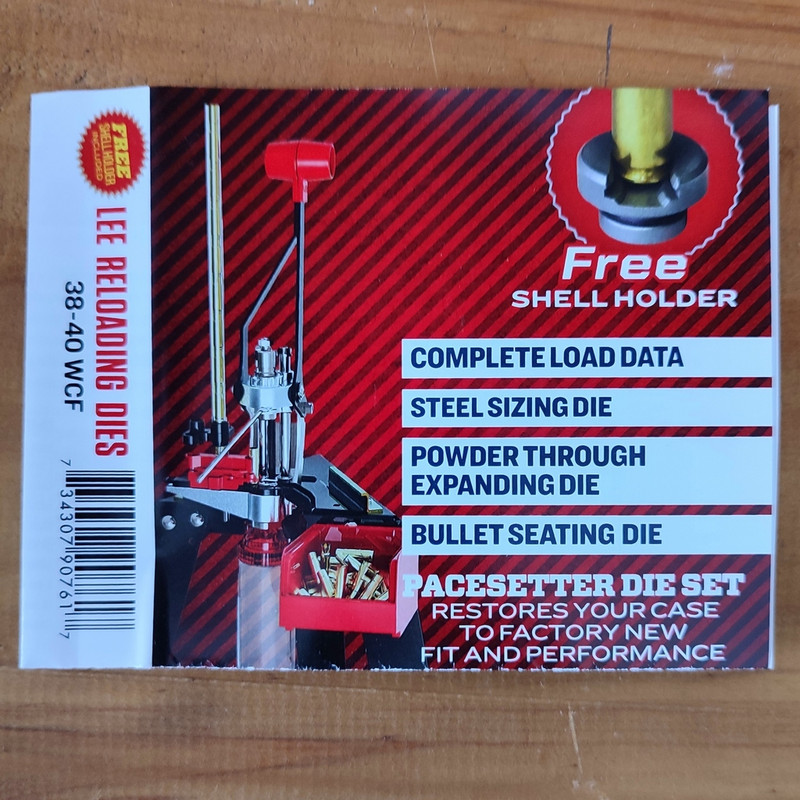 FREE
SHELL HOLDER
INCLUDED
LEE RELOADING DIES
38-40 WCF
7 34307 90761 7
Free
SHELL HOLDER
COMPLETE LOAD DATA
STEEL SIZING DIE
POWDER THROUGH
EXPANDING DIE
BULLET SEATING DIE
PACESETTER DIE SET
RESTORES YOUR CASE
TO FACTORY NEW
FIT AND PERFORMANCE